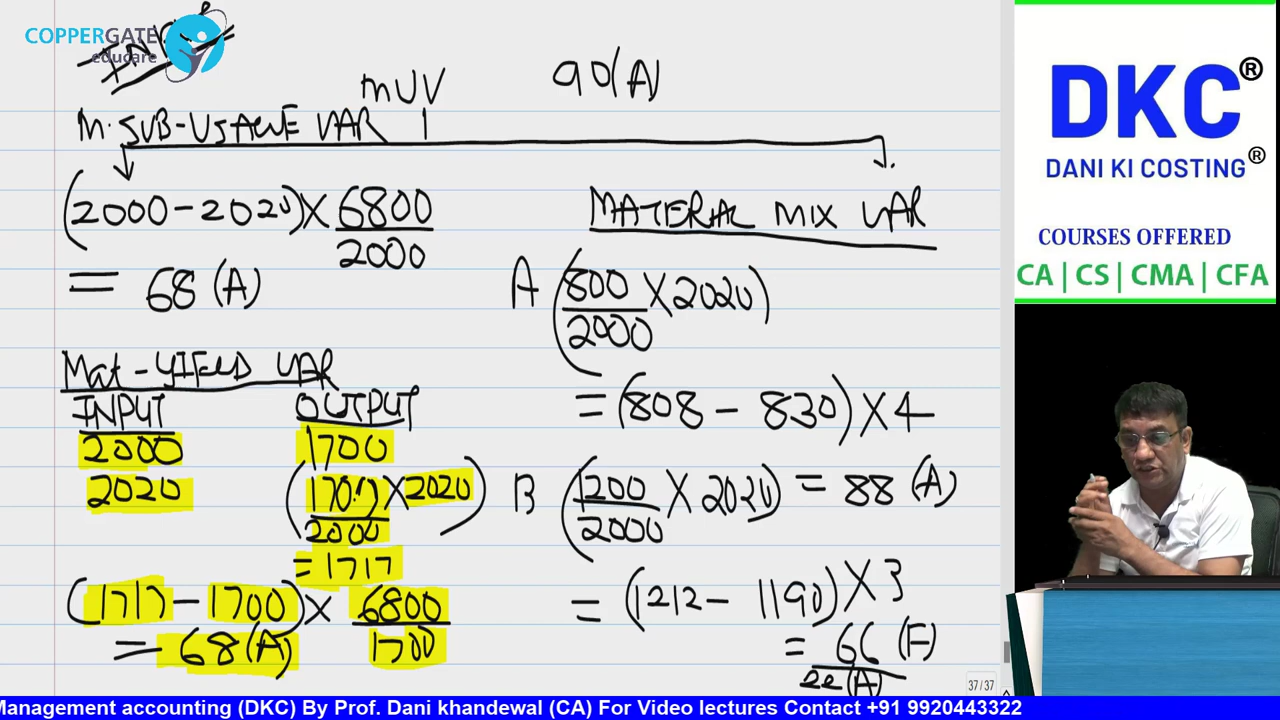 COPPERGATE
educare
mUV
90(A)
M. SUB-USAGE VAR
(2000-2020) X 6800
2000
= 68 (A)
MATERIAL MIX VAR
A (800 X 2020)
2000
= (808 - 830) X 4
= 88 (A)
B (1200 X 2020)
2000
= (1212 - 1190) X 3
= 66 (F)
22 (A)
Mat - YIELD VAR
INPUT OUTPUT
2000 1700
2020 (1700 X 2020)
2000
= 1717
(1717 - 1700) X 6800
1700
= 68 (A)
37/37
DKC®
DANI KI COSTING®
COURSES OFFERED
CA | CS | CMA | CFA
Management accounting (DKC) By Prof. Dani khandewal (CA) For Video lectures Contact +91 9920443322